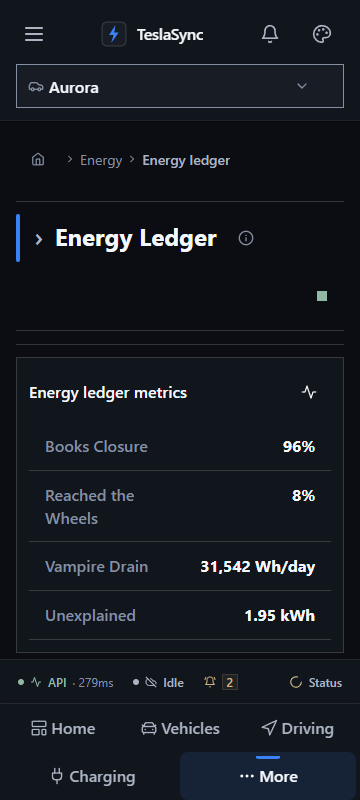 TeslaSync
Aurora
Energy
Energy ledger
Energy Ledger
Energy ledger metrics
Books Closure 96%
Reached the Wheels 8%
Vampire Drain 31,542 Wh/day
Unexplained 1.95 kWh
API · 279ms Idle 2 Status
Home Vehicles Driving
Charging ··· More